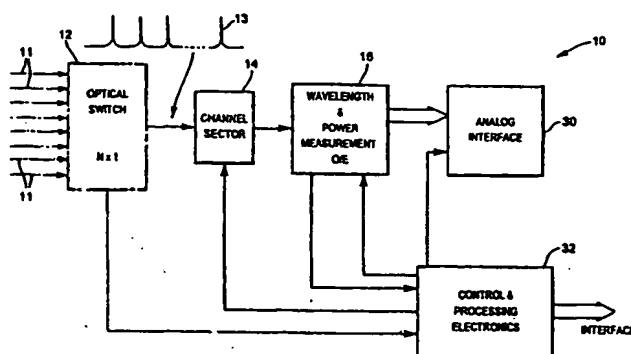 13
12
11
OPTICAL
SWITCH
N x 1
11
14
CHANNEL
SECTOR
16
WAVELENGTH
&
POWER
MEASUREMENT
O/E
10
ANALOG
INTERFACE
30
32
CONTROL &
PROCESSING
ELECTRONICS
INTERFACE